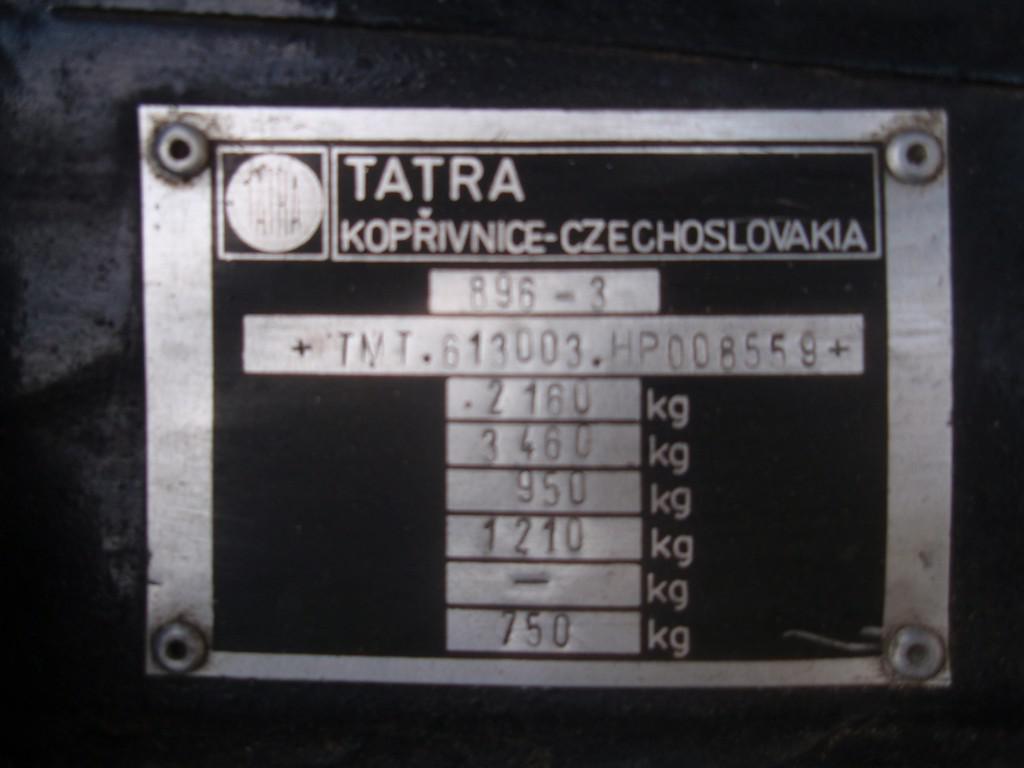 TATRA
TATRA
KOPŘIVNICE-CZECHOSLOVAKIA
896-3
+ TMT.613003.HP008559+
.2160 kg
3460 kg
950 kg
1210 kg
– kg
750 kg